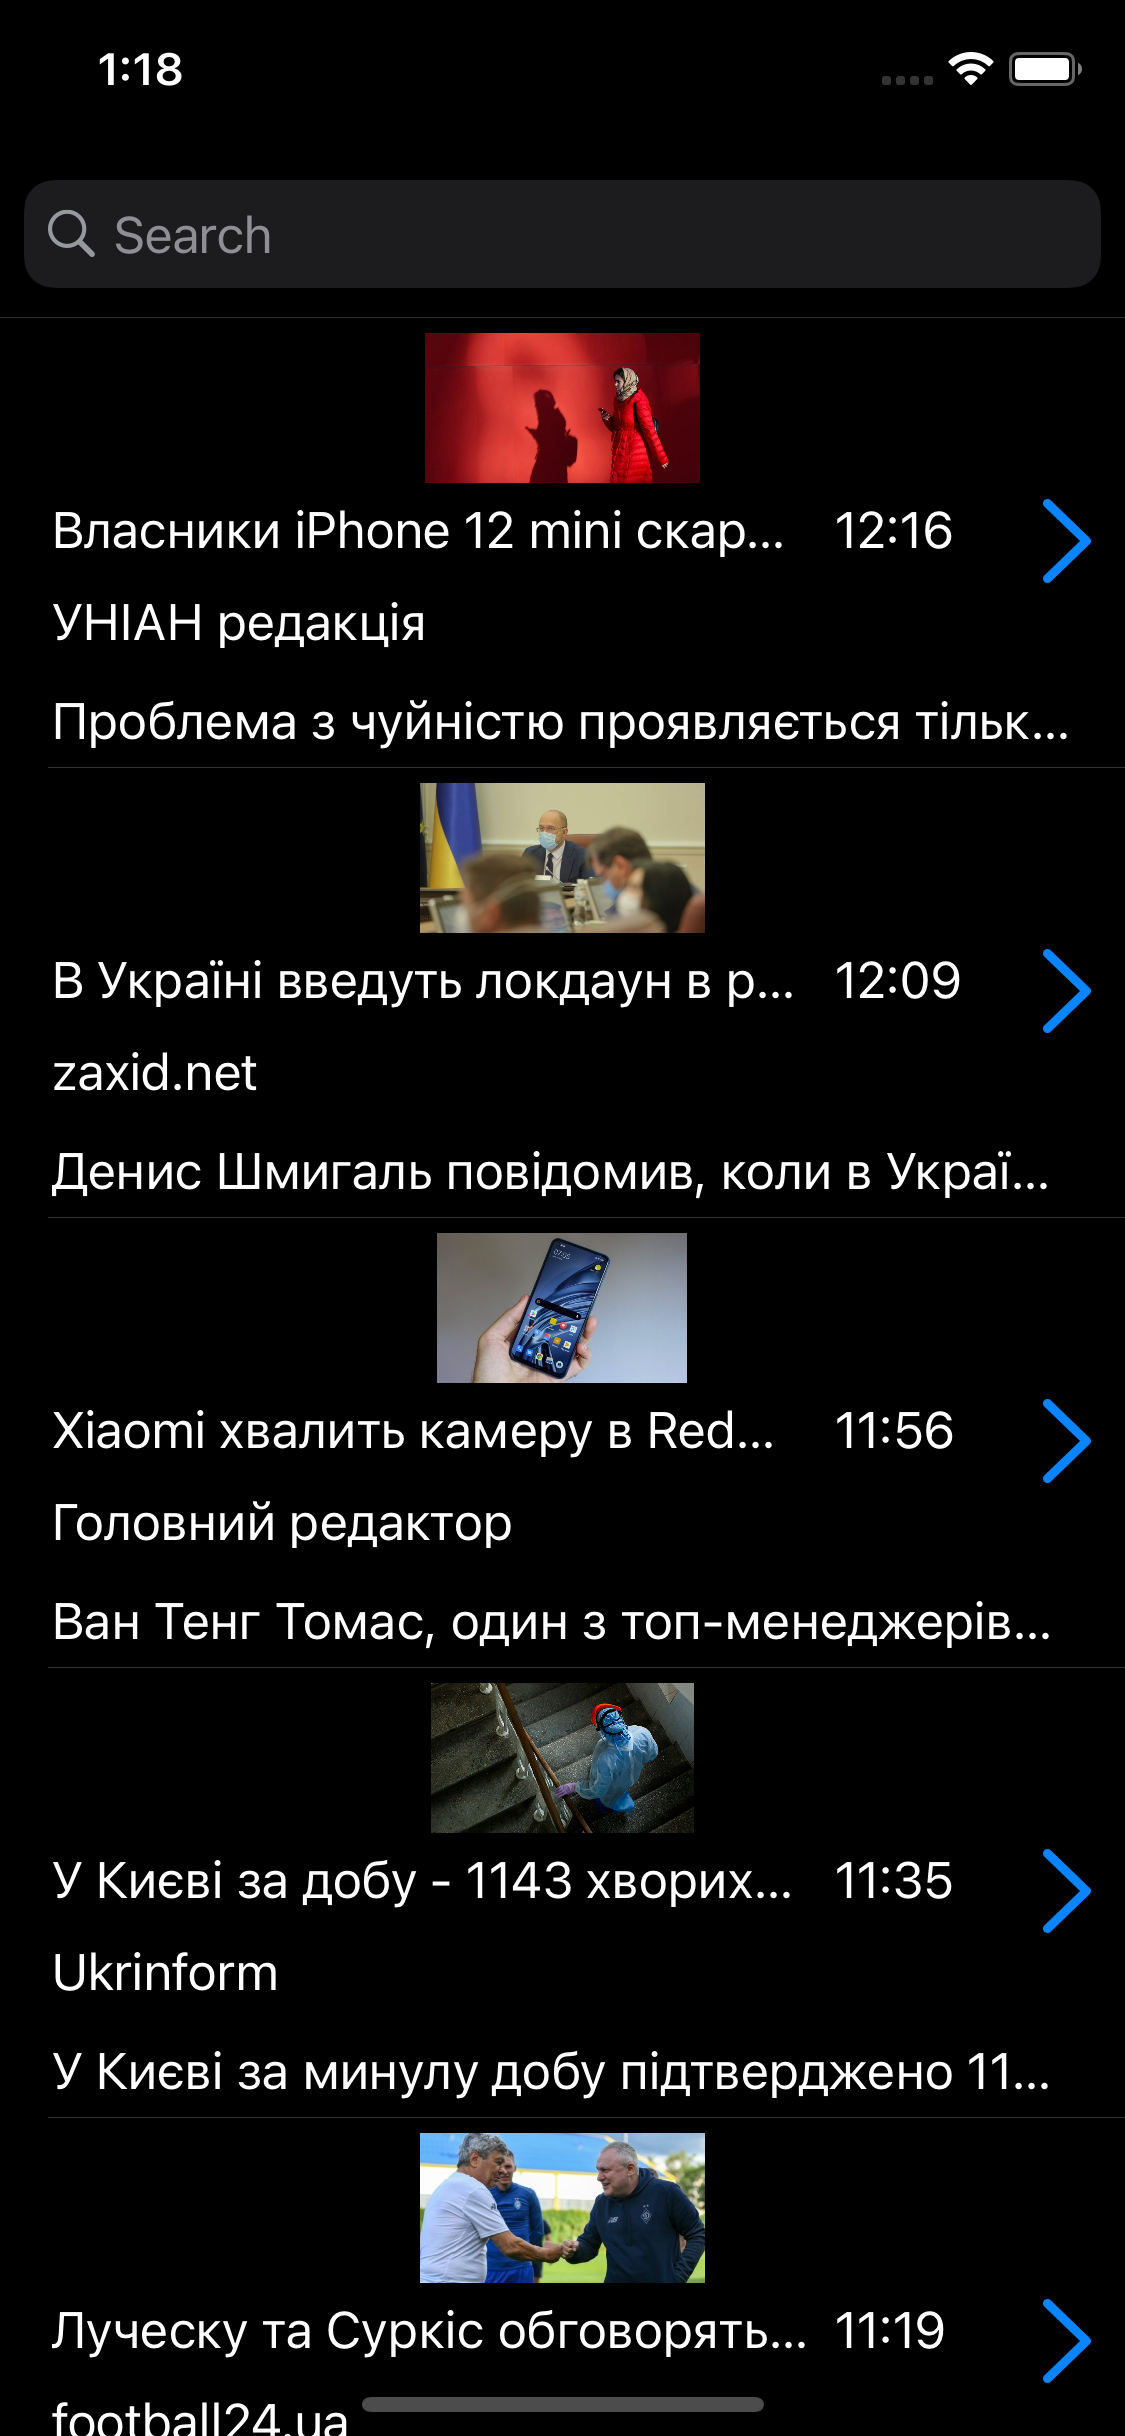 1:18
Search
Власники iPhone 12 mini скар... 12:16
УНІАН редакція
Проблема з чуйністю проявляється тільк...
В Україні введуть локдаун в р... 12:09
zaxid.net
Денис Шмигаль повідомив, коли в Украї...
Xiaomi хвалить камеру в Red... 11:56
Головний редактор
Ван Тенг Томас, один з топ-менеджерів...
У Києві за добу - 1143 хворих... 11:35
Ukrinform
У Києві за минулу добу підтверджено 11...
Луческу та Суркіс обговорять... 11:19
football24.ua